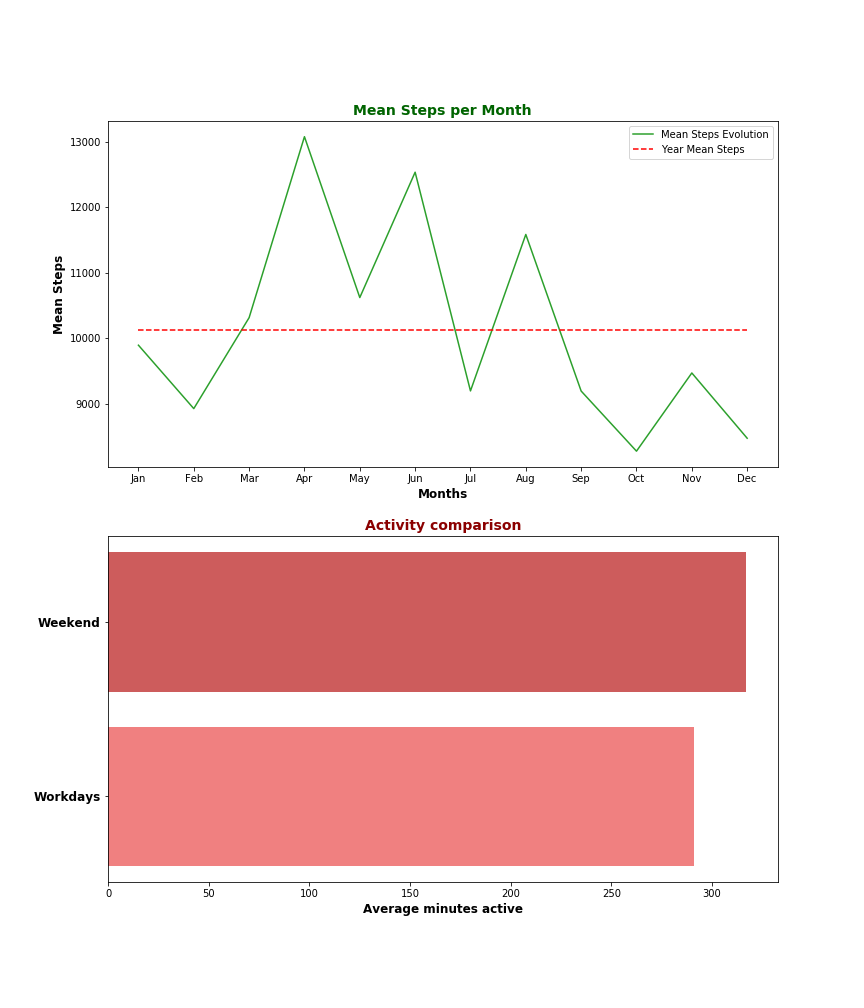 Mean Steps per Month
Mean Steps Evolution
Year Mean Steps
13000
12000
11000
10000
9000
Mean Steps
Jan Feb Mar Apr May Jun Jul Aug Sep Oct Nov Dec
Months
Activity comparison
Weekend
Workdays
0 50 100 150 200 250 300
Average minutes active